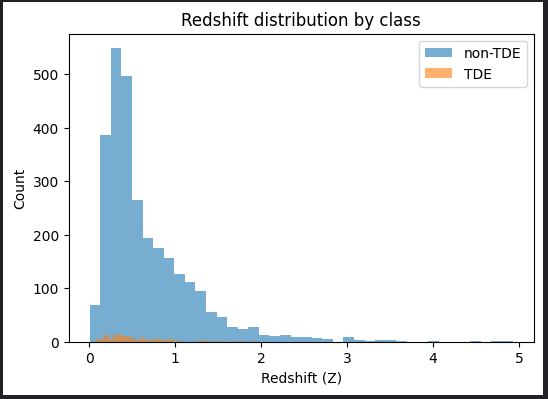 Redshift distribution by class
non-TDE
TDE
Count
500
400
300
200
100
0
0 1 2 3 4 5
Redshift (Z)